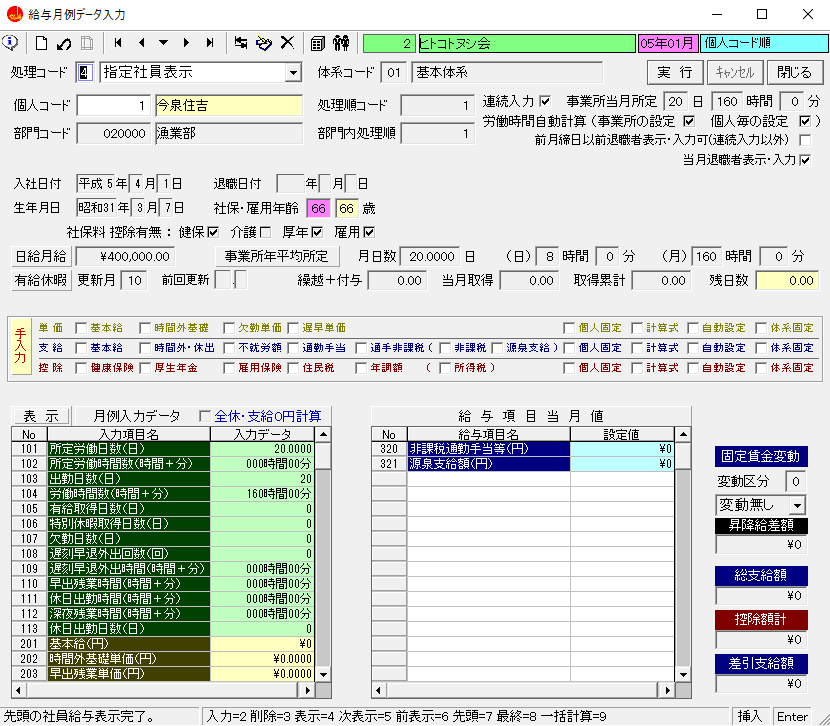 給与月例データ入力
2 ヒトコトヌシ会 05年01月 個人コード順
処理コード 4 指定社員表示 体系コード 01 基本体系 実 行 キャンセル 閉じる
個人コード 1 今泉住吉 処理順コード 1 連続入力 事業所当月所定 20 日 160 時間 0 分
部門コード 020000 漁業部 部門内処理順 1 労働時間自動計算(事業所の設定 個人毎の設定 )
前月締日以前退職者表示・入力可(連続入力以外)
当月退職者表示・入力
入社日付 平成 5 年 4 月 1 日 退職日付 年 月 日
生年月日 昭和31 年 3 月 7 日 社保・雇用年齢 66 66 歳
社保料 控除有無: 健保 介護 厚年 雇用
日給月給 ¥400,000.00 事業所年平均所定 月日数 20.0000 日 (日) 8 時間 0 分 (月) 160 時間 0 分
有給休暇 更新月 10 前回更新 . 繰越+付与 0.00 当月取得 0.00 取得累計 0.00 残日数 0.00
手入力
単 価 基本給 時間外基礎 欠勤単価 遅早単価 個人固定 計算式 自動設定 体系固定
支 給 基本給 時間外・休出 不就労額 通勤手当 通手非課税( 非課税 源泉支給) 個人固定 計算式 自動設定 体系固定
控 除 健康保険 厚生年金 雇用保険 住民税 年調額 ( 所得税) 個人固定 計算式 自動設定 体系固定
表 示 月例入力データ 全休・支給0円計算
No 入力項目名 入力データ
101 所定労働日数(日) 20.0000
102 所定労働時間数(時間+分) 000時間00分
103 出勤日数(日) 20
104 労働時間数(時間+分) 160時間00分
105 有給取得日数(日) 0
106 特別休暇取得日数(日) 0
107 欠勤日数(日) 0
108 遅刻早退外出回数(回) 0
109 遅刻早退外出時間(時間+分) 000時間00分
110 早出残業時間(時間+分) 000時間00分
111 休日出勤時間(時間+分) 000時間00分
112 深夜残業時間(時間+分) 000時間00分
113 休日出勤日数(日) 0
201 基本給(円) ¥0
202 時間外基礎単価(円) ¥0.0000
203 早出残業単価(円) ¥0.0000
給 与 項 目 当 月 値
No 給与項目名 設定値
320 非課税通勤手当等(円) ¥0
321 源泉支給額(円) ¥0
固定賃金変動
変動区分 0
変動無し
昇降給差額
¥0
総支給額
¥0
控除額計
¥0
差引支給額
¥0
先頭の社員給与表示完了。 入力=2 削除=3 表示=4 次表示=5 前表示=6 先頭=7 最終=8 一括計算=9 挿入 Enter